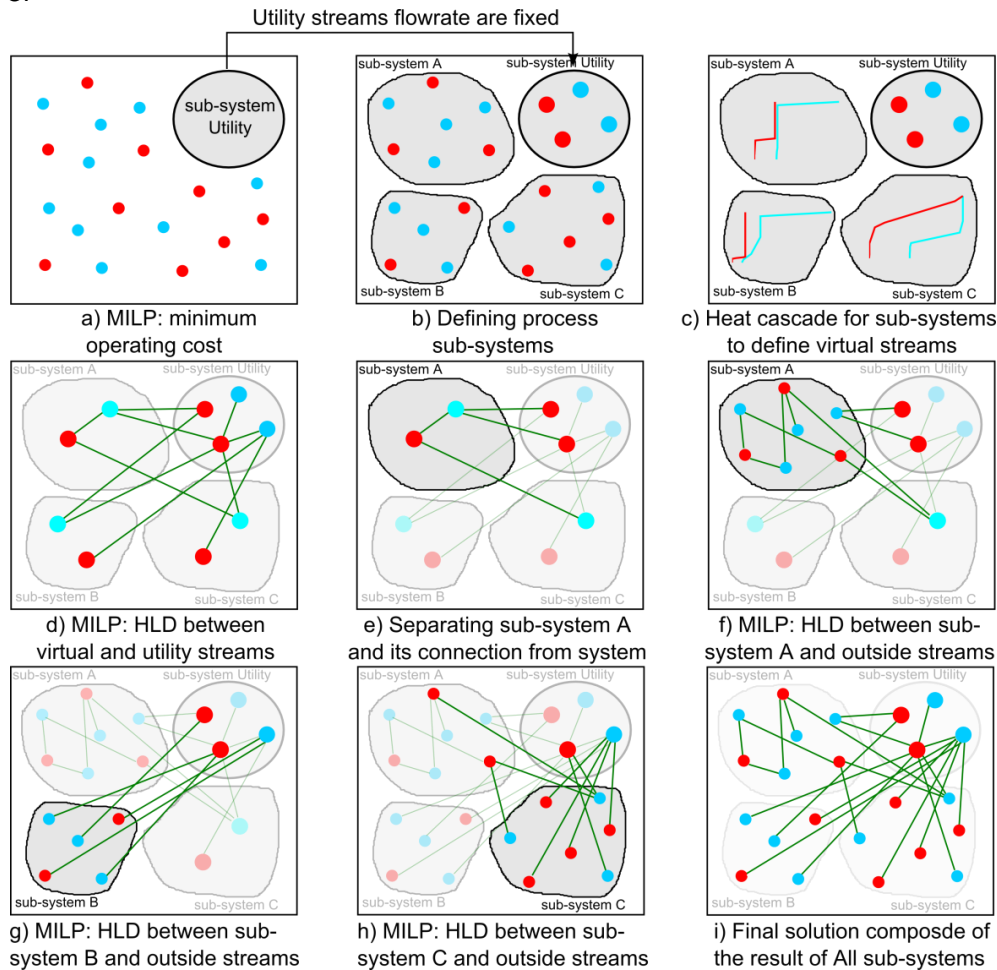 Utility streams flowrate are fixed
sub-system
Utility
a) MILP: minimum
operating cost
sub-system A
sub-system Utility
sub-system B
sub-system C
b) Defining process
sub-systems
sub-system A
sub-system Utility
sub-system B
sub-system C
c) Heat cascade for sub-systems
to define virtual streams
sub-system A
sub-system Utility
sub-system B
sub-system C
d) MILP: HLD between
virtual and utility streams
sub-system A
sub-system Utility
sub-system B
sub-system C
e) Separating sub-system A
and its connection from system
sub-system A
sub-system Utility
sub-system B
sub-system C
f) MILP: HLD between sub-
system A and outside streams
sub-system A
sub-system Utility
sub-system B
sub-system C
g) MILP: HLD between sub-
system B and outside streams
sub-system A
sub-system Utility
sub-system B
sub-system C
h) MILP: HLD between sub-
system C and outside streams
sub-system A
sub-system Utility
sub-system B
sub-system C
i) Final solution composde of
the result of All sub-systems